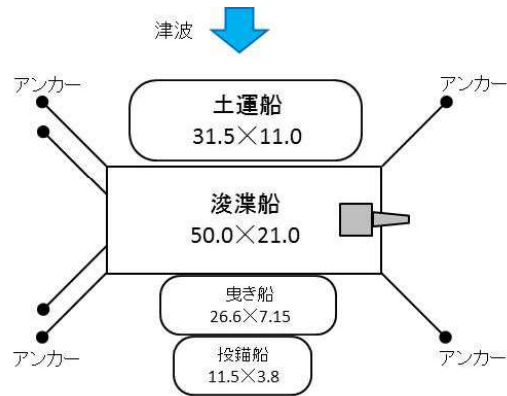 津波
アンカー
アンカー
土運船
31.5×11.0
浚渫船
50.0×21.0
曳き船
26.6×7.15
投錨船
11.5×3.8
アンカー
アンカー